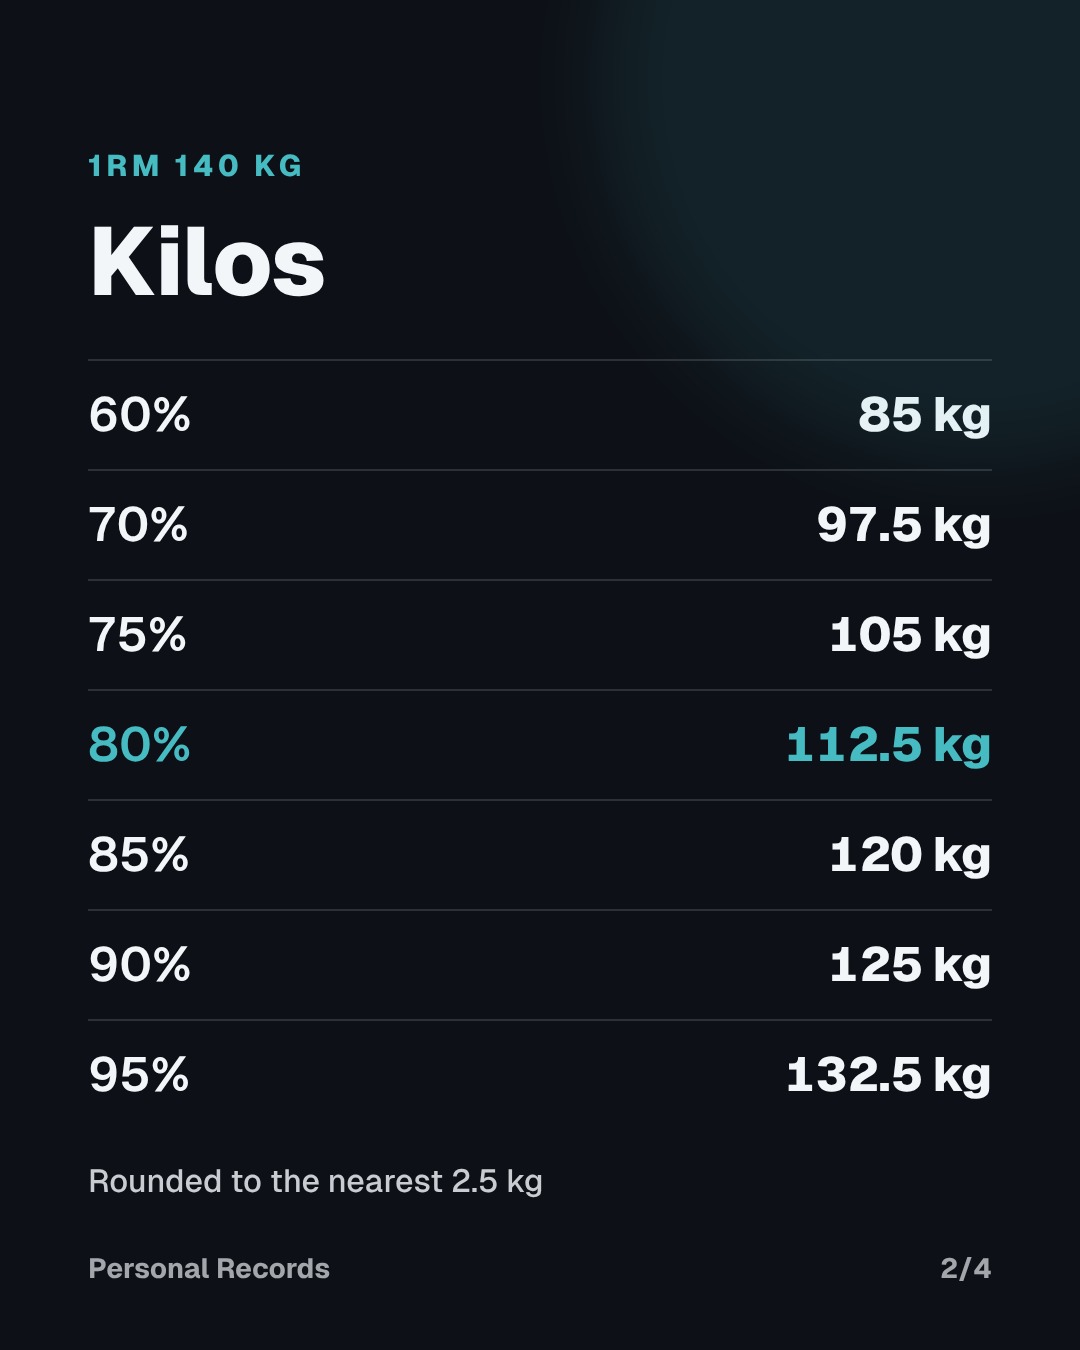 1RM 140 KG
Kilos
60% 85 kg
70% 97.5 kg
75% 105 kg
80% 112.5 kg
85% 120 kg
90% 125 kg
95% 132.5 kg
Rounded to the nearest 2.5 kg
Personal Records 2/4